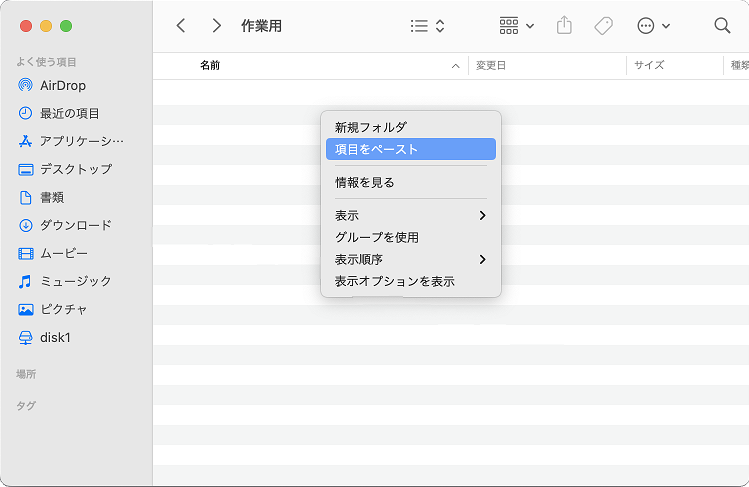 作業用
よく使う項目
AirDrop
最近の項目
アプリケーシ…
デスクトップ
書類
ダウンロード
ムービー
ミュージック
ピクチャ
disk1
場所
タグ
名前 変更日 サイズ 種類
新規フォルダ
項目をペースト
情報を見る
表示
グループを使用
表示順序
表示オプションを表示